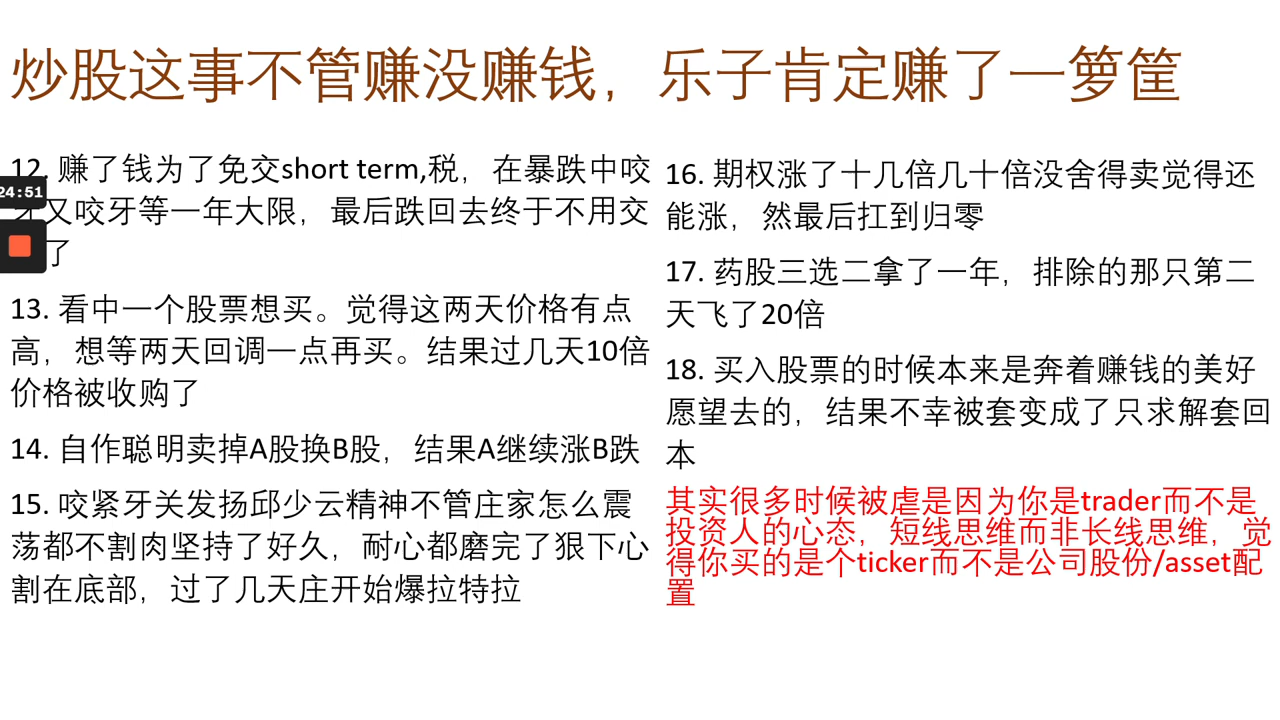 炒股这事不管赚没赚钱，乐子肯定赚了一箩筐
12. 赚了钱为了免交short term,税，在暴跌中咬
又咬牙等一年大限，最后跌回去终于不用交
了
13. 看中一个股票想买。觉得这两天价格有点
高，想等两天回调一点再买。结果过几天10倍
价格被收购了
14. 自作聪明卖掉A股换B股，结果A继续涨B跌
15. 咬紧牙关发扬邱少云精神不管庄家怎么震
荡都不割肉坚持了好久，耐心都磨完了狠下心
割在底部，过了几天庄开始爆拉特拉
16. 期权涨了十几倍几十倍没舍得卖觉得还
能涨，然最后扛到归零
17. 药股三选二拿了一年，排除的那只第二
天飞了20倍
18. 买入股票的时候本来是奔着赚钱的美好
愿望去的，结果不幸被套变成了只求解套回
本
其实很多时候被虐是因为你是trader而不是
投资人的心态，短线思维而非长线思维，觉
得你买的是个ticker而不是公司股份/asset配
置
24:51